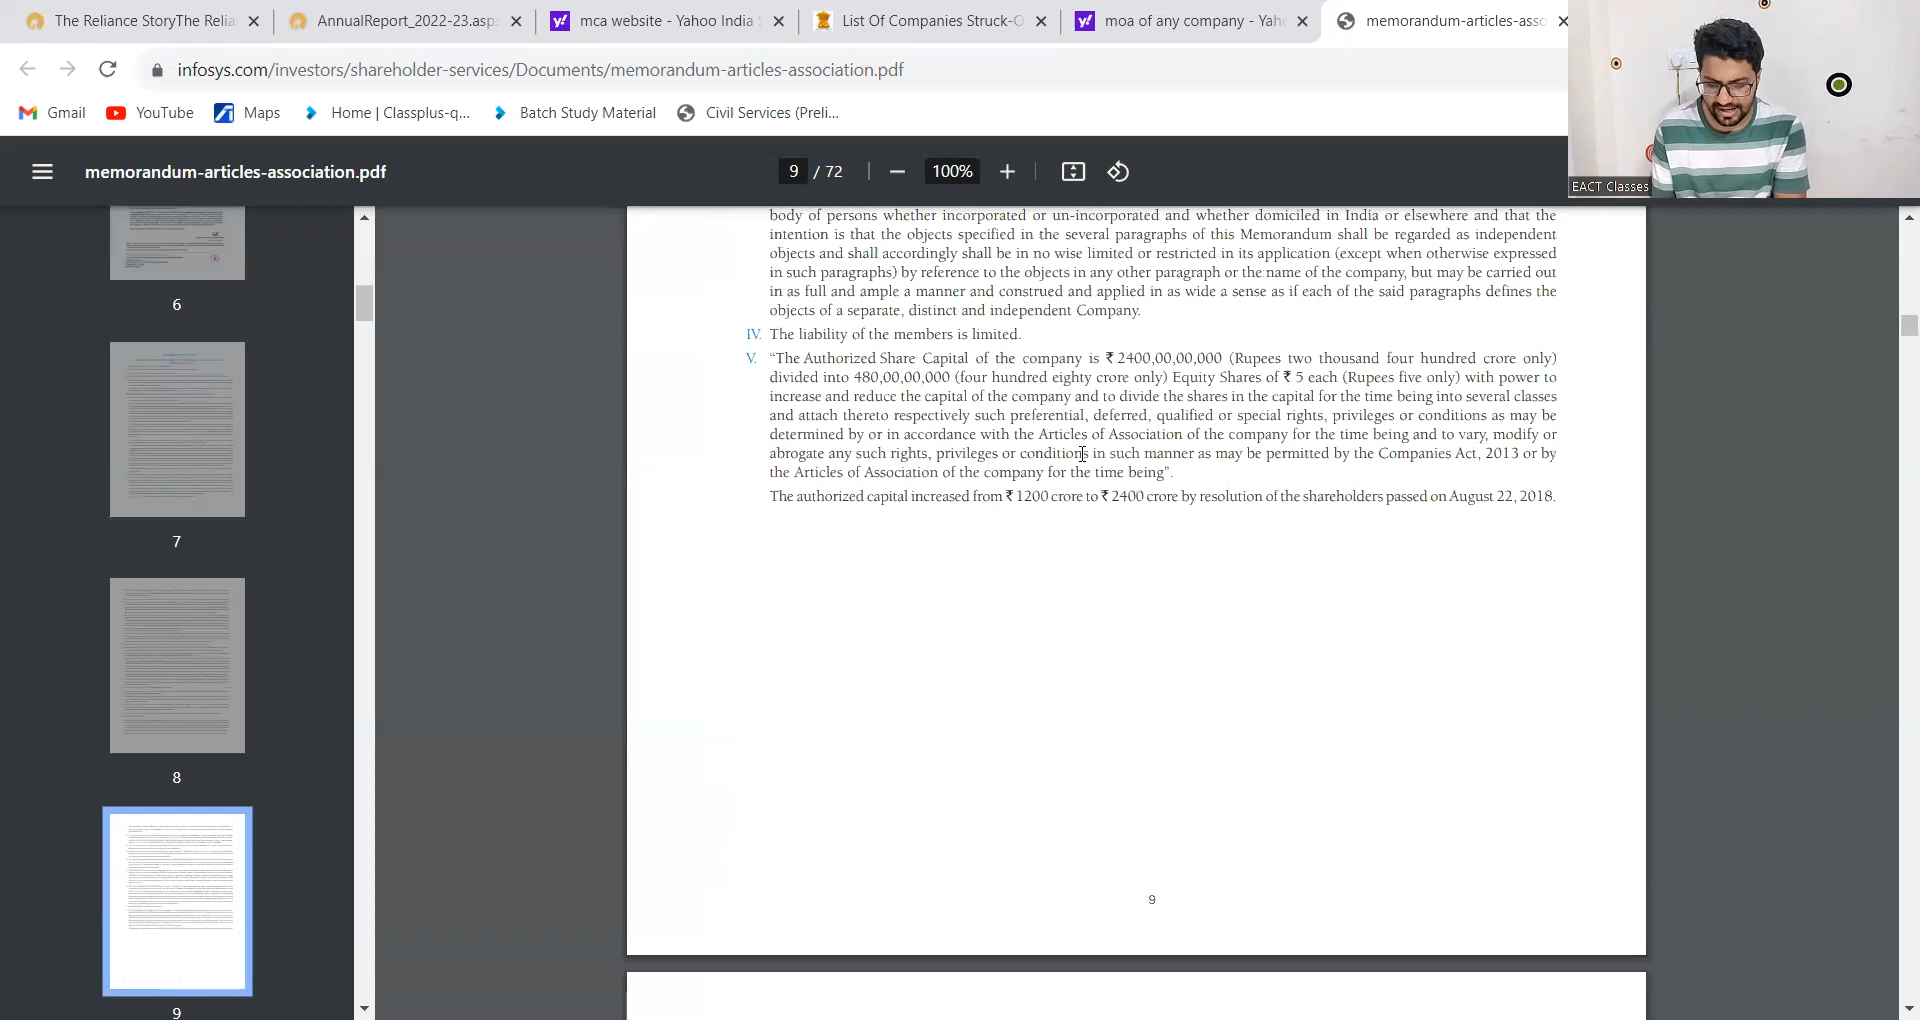 The Reliance StoryThe Relia
AnnualReport_2022-23.asp
mca website - Yahoo India S
List Of Companies Struck-O
moa of any company - Yah
memorandum-articles-asso
infosys.com/investors/shareholder-services/Documents/memorandum-articles-association.pdf
Gmail YouTube Maps Home | Classplus-q... Batch Study Material Civil Services (Preli...
memorandum-articles-association.pdf 9 / 72 100%
EACT Classes
body of persons whether incorporated or un-incorporated and whether domiciled in India or elsewhere and that the
intention is that the objects specified in the several paragraphs of this Memorandum shall be regarded as independent
objects and shall accordingly shall be in no wise limited or restricted in its application (except when otherwise expressed
in such paragraphs) by reference to the objects in any other paragraph or the name of the company, but may be carried out
in as full and ample a manner and construed and applied in as wide a sense as if each of the said paragraphs defines the
objects of a separate, distinct and independent Company.
IV. The liability of the members is limited.
V. “The Authorized Share Capital of the company is ₹ 2400,00,00,000 (Rupees two thousand four hundred crore only)
divided into 480,00,00,000 (four hundred eighty crore only) Equity Shares of ₹ 5 each (Rupees five only) with power to
increase and reduce the capital of the company and to divide the shares in the capital for the time being into several classes
and attach thereto respectively such preferential, deferred, qualified or special rights, privileges or conditions as may be
determined by or in accordance with the Articles of Association of the company for the time being and to vary, modify or
abrogate any such rights, privileges or conditions in such manner as may be permitted by the Companies Act, 2013 or by
the Articles of Association of the company for the time being”.
The authorized capital increased from ₹ 1200 crore to ₹ 2400 crore by resolution of the shareholders passed on August 22, 2018.
9
6
7
8
9